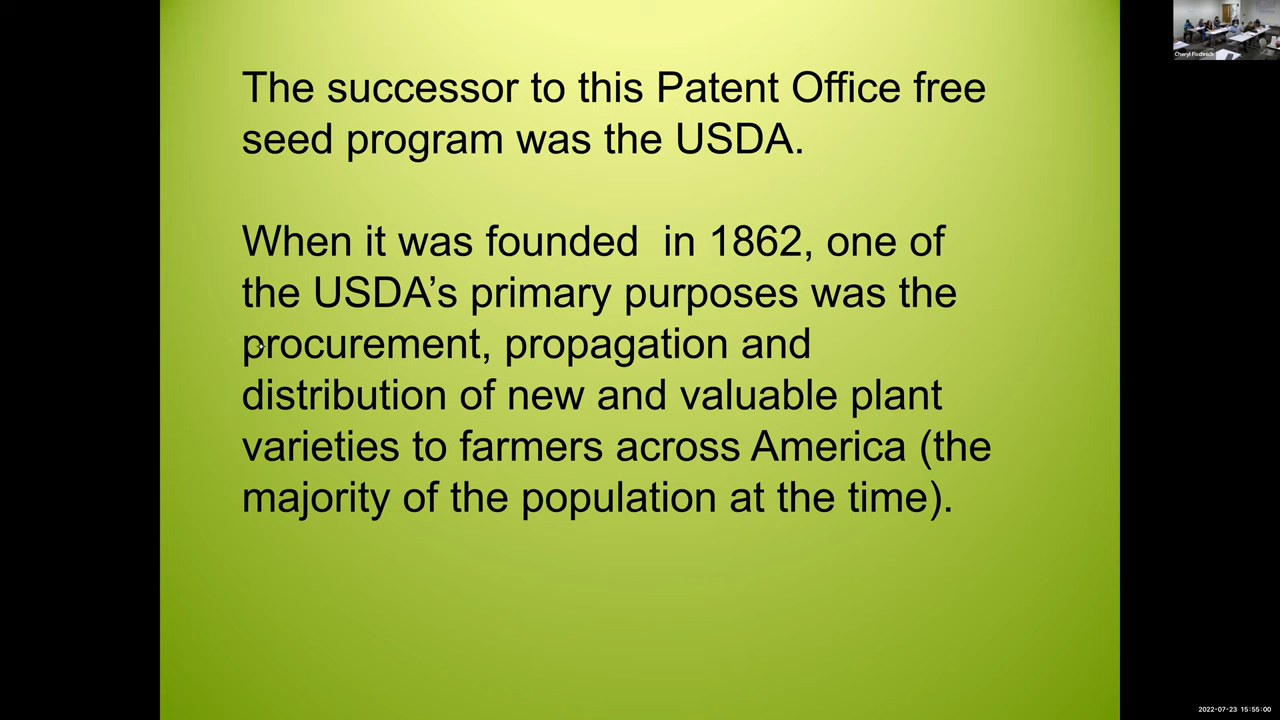 The successor to this Patent Office free
seed program was the USDA.
When it was founded  in 1862, one of
the USDA’s primary purposes was the
procurement, propagation and
distribution of new and valuable plant
varieties to farmers across America (the
majority of the population at the time).
Cheryl Fischnich
2022-07-23 15:55:00